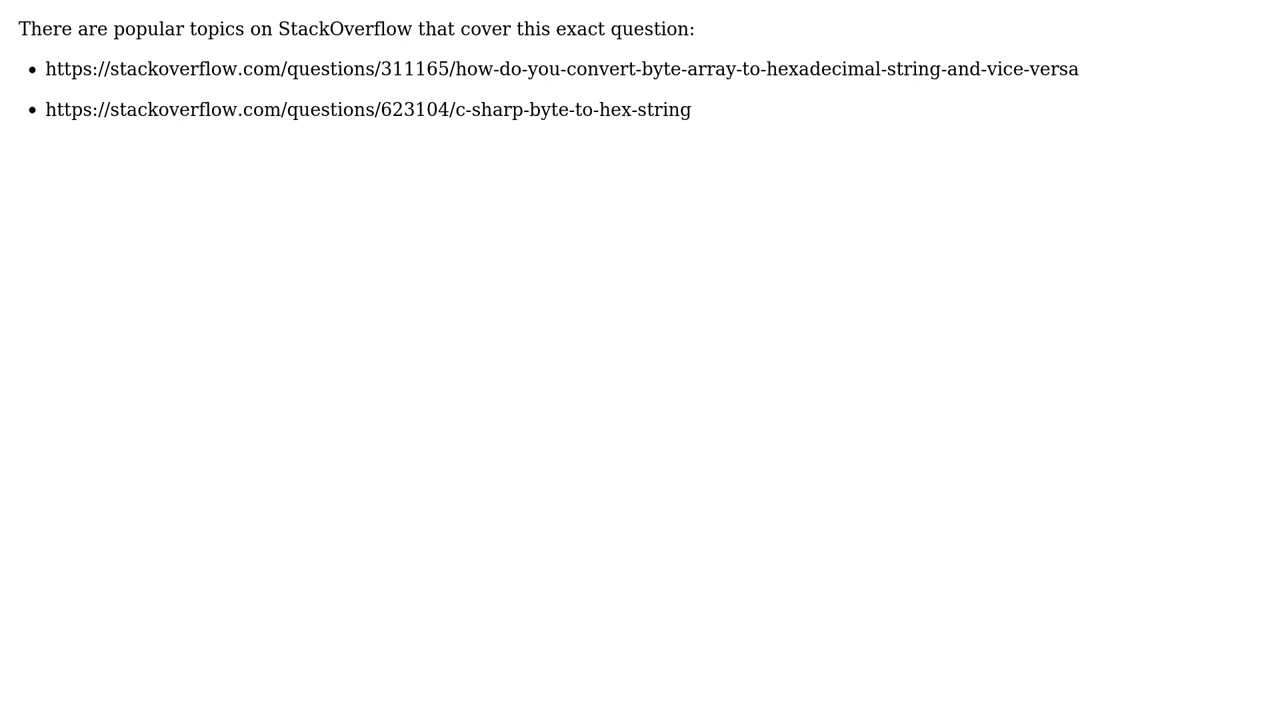 There are popular topics on StackOverflow that cover this exact question:
• https://stackoverflow.com/questions/311165/how-do-you-convert-byte-array-to-hexadecimal-string-and-vice-versa
• https://stackoverflow.com/questions/623104/c-sharp-byte-to-hex-string